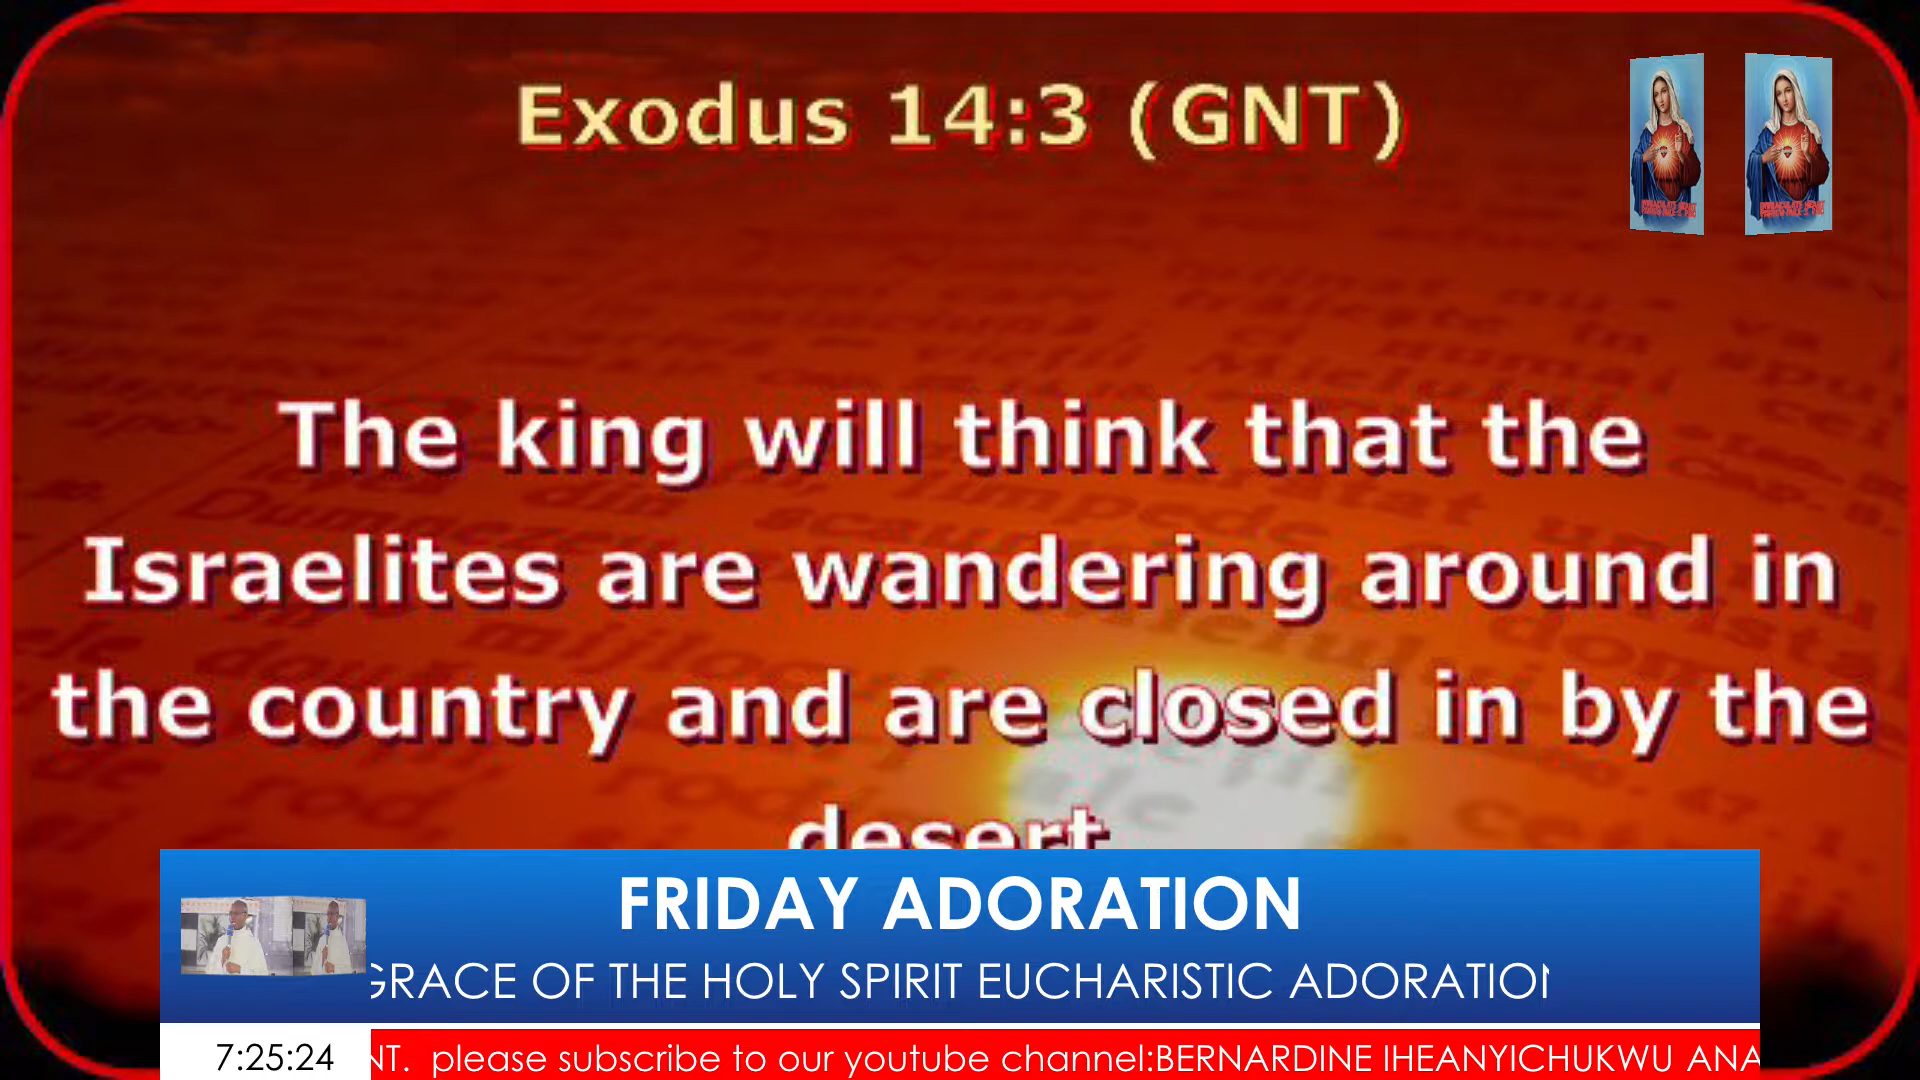 Exodus 14:3 (GNT)
The king will think that the
Israelites are wandering around in
the country and are closed in by the
desert
FRIDAY ADORATION
GRACE OF THE HOLY SPIRIT EUCHARISTIC ADORATION
7:25:24
NT. please subscribe to our youtube channel:BERNARDINE IHEANYICHUKWU ANA